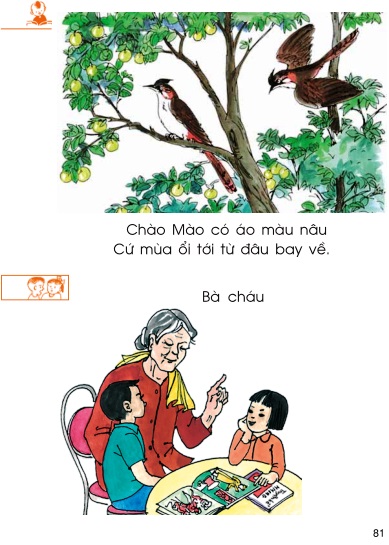 Chào Mào có áo màu nâu
Cứ mùa ổi tới từ đâu bay về.
Bà cháu
81